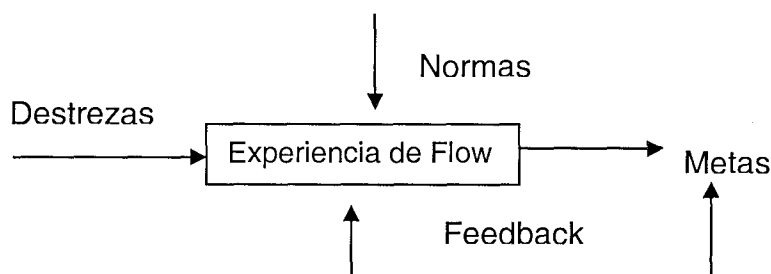 Normas
Destrezas
Experiencia de Flow
Metas
Feedback